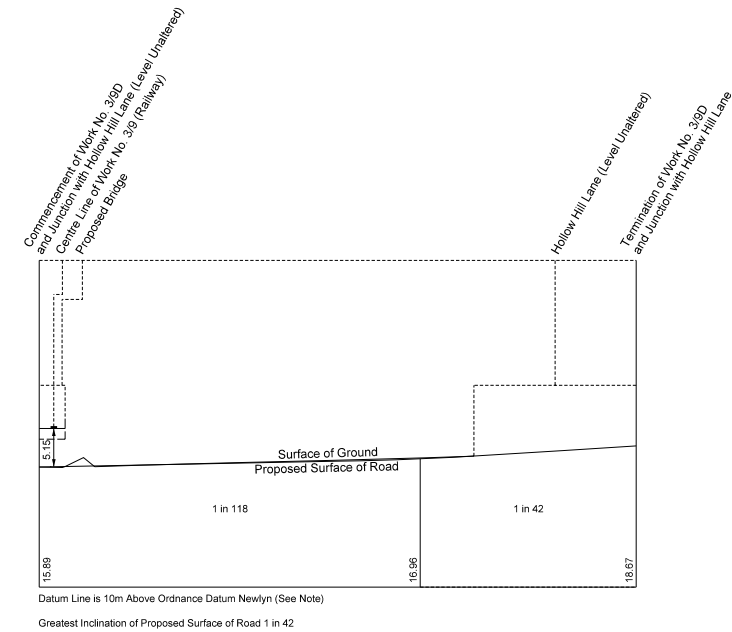 Commencement of Work No. 3/9D
and Junction with Hollow Hill Lane (Level Unaltered)
Centre Line of Work No. 3/9 (Railway)
Proposed Bridge
Hollow Hill Lane (Level Unaltered)
Termination of Work No. 3/9D
and Junction with Hollow Hill Lane
5.15
Surface of Ground
Proposed Surface of Road
1 in 118
1 in 42
15.89
16.96
18.67
Datum Line is 10m Above Ordnance Datum Newlyn (See Note)
Greatest Inclination of Proposed Surface of Road 1 in 42